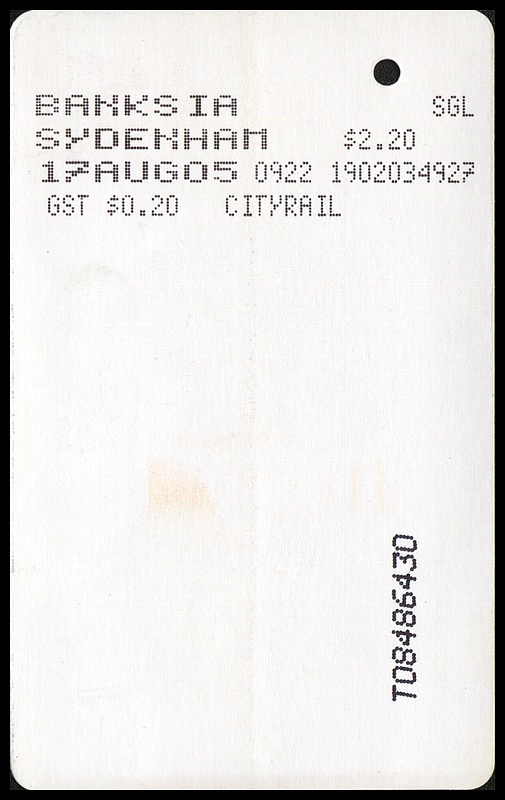 BANKSIA SGL
SYDENHAM $2.20
17AUG05 0922 1902034927
GST $0.20 CITYRAIL
T08486430